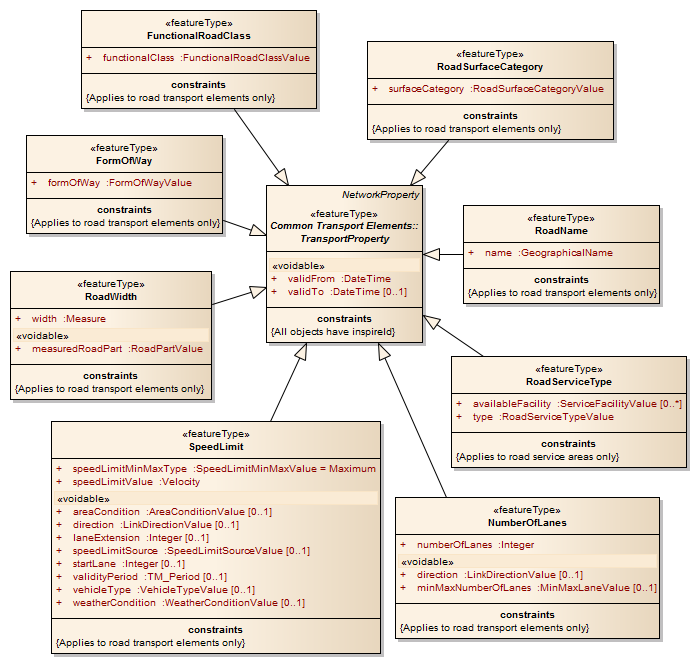 «featureType»
FunctionalRoadClass
+ functionalClass :FunctionalRoadClassValue
constraints
{Applies to road transport elements only}
«featureType»
RoadSurfaceCategory
+ surfaceCategory :RoadSurfaceCategoryValue
constraints
{Applies to road transport elements only}
«featureType»
FormOfWay
+ formOfWay :FormOfWayValue
constraints
{Applies to road transport elements only}
NetworkProperty
«featureType»
Common Transport Elements::
TransportProperty
«voidable»
+ validFrom :DateTime
+ validTo :DateTime [0..1]
constraints
{All objects have inspireId}
«featureType»
RoadName
+ name :GeographicalName
constraints
{Applies to road transport elements only}
«featureType»
RoadWidth
+ width :Measure
«voidable»
+ measuredRoadPart :RoadPartValue
constraints
{Applies to road transport elements only}
«featureType»
RoadServiceType
+ availableFacility :ServiceFacilityValue [0..*]
+ type :RoadServiceTypeValue
constraints
{Applies to road service areas only}
«featureType»
SpeedLimit
+ speedLimitMinMaxType :SpeedLimitMinMaxValue = Maximum
+ speedLimitValue :Velocity
«voidable»
+ areaCondition :AreaConditionValue [0..1]
+ direction :LinkDirectionValue [0..1]
+ laneExtension :Integer [0..1]
+ speedLimitSource :SpeedLimitSourceValue [0..1]
+ startLane :Integer [0..1]
+ validityPeriod :TM_Period [0..1]
+ vehicleType :VehicleTypeValue [0..1]
+ weatherCondition :WeatherConditionValue [0..1]
constraints
{Applies to road transport elements only}
«featureType»
NumberOfLanes
+ numberOfLanes :Integer
«voidable»
+ direction :LinkDirectionValue [0..1]
+ minMaxNumberOfLanes :MinMaxLaneValue [0..1]
constraints
{Applies to road transport elements only}